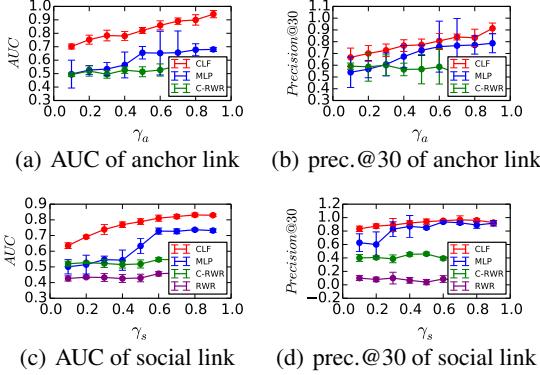 AUC
1.0
0.9
0.8
0.7
0.6
0.5
0.4
0.3
0.0 0.2 0.4 0.6 0.8 1.0
γa
CLF
MLP
C-RWR
(a) AUC of anchor link
Precision@30
1.1
1.0
0.9
0.8
0.7
0.6
0.5
0.4
0.3
0.0 0.2 0.4 0.6 0.8 1.0
γa
CLF
MLP
C-RWR
(b) prec.@30 of anchor link
AUC
0.9
0.8
0.7
0.6
0.5
0.4
0.3
0.0 0.2 0.4 0.6 0.8 1.0
γs
CLF
MLP
C-RWR
RWR
(c) AUC of social link
Precision@30
1.2
1.0
0.8
0.6
0.4
0.2
0.0
−0.2
0.0 0.2 0.4 0.6 0.8 1.0
γs
CLF
MLP
C-RWR
RWR
(d) prec.@30 of social link